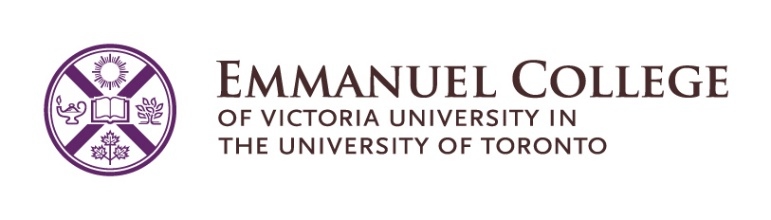 EMMANUEL COLLEGE
OF VICTORIA UNIVERSITY IN
THE UNIVERSITY OF TORONTO